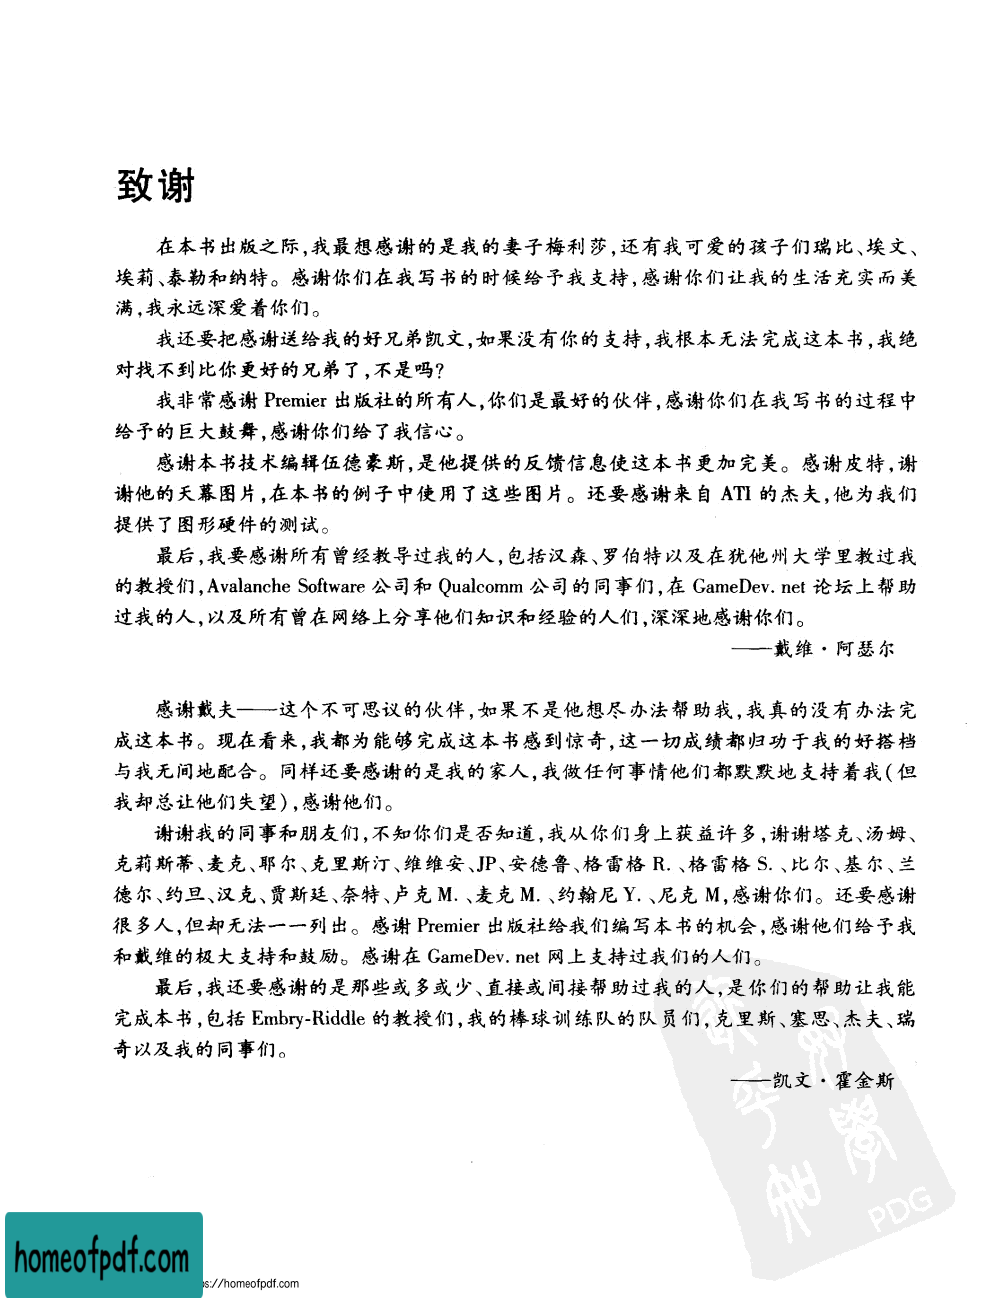 致谢
在本书出版之际,我最想感谢的是我的妻子梅利莎,还有我可爱的孩子们瑞比、埃文、
埃莉、泰勒和纳特。感谢你们在我写书的时候给予我支持,感谢你们让我的生活充实而美
满,我永远深爱着你们。
我还要把感谢送给我的好兄弟凯文,如果没有你的支持,我根本无法完成这本书,我绝
对找不到比你更好的兄弟了,不是吗?
我非常感谢 Premier 出版社的所有人,你们是最好的伙伴,感谢你们在我写书的过程中
给予的巨大鼓舞,感谢你们给了我信心。
感谢本书技术编辑伍德豪斯,是他提供的反馈信息使这本书更加完美。感谢皮特,谢
谢他的天幕图片,在本书的例子中使用了这些图片。还要感谢来自 ATI 的杰夫,他为我们
提供了图形硬件的测试。
最后,我要感谢所有曾经教导过我的人,包括汉森、罗伯特以及在犹他州大学里教过我
的教授们,Avalanche Software 公司和 Qualcomm 公司的同事们,在 GameDev. net 论坛上帮助
过我的人,以及所有曾在网络上分享他们知识和经验的人们,深深地感谢你们。
——戴维·阿瑟尔
感谢戴夫——这个不可思议的伙伴,如果不是他想尽办法帮助我,我真的没有办法完
成这本书。现在看来,我都为能够完成这本书感到惊奇,这一切成绩都归功于我的好搭档
与我无间地配合。同样还要感谢的是我的家人,我做任何事情他们都默默地支持着我(但
我却总让他们失望),感谢他们。
谢谢我的同事和朋友们,不知你们是否知道,我从你们身上获益许多,谢谢塔克、汤姆、
克莉斯蒂、麦克、耶尔、克里斯汀、维维安、JP、安德鲁、格雷格 R. 、格雷格 S. 、比尔、基尔、兰
德尔、约旦、汉克、贾斯廷、奈特、卢克 M. 、麦克 M. 、约翰尼 Y. 、尼克 M,感谢你们。还要感谢
很多人,但却无法一一列出。感谢 Premier 出版社给我们编写本书的机会,感谢他们给予我
和戴维的极大支持和鼓励。感谢在 GameDev. net 网上支持过我们的人们。
最后,我还要感谢的是那些或多或少、直接或间接帮助过我的人,是你们的帮助让我能
完成本书,包括 Embry-Riddle 的教授们,我的棒球训练队的队员们,克里斯、塞思、杰夫、瑞
奇以及我的同事们。
——凯文·霍金斯
PDG
homeofpdf.com
ps://homeofpdf.com